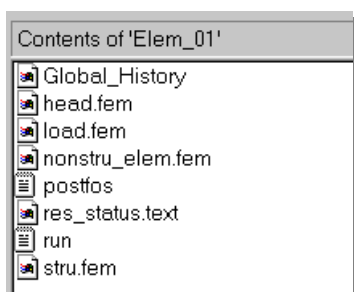 Contents of 'Elem_01'
Global_History
head.fem
load.fem
nonstru_elem.fem
postfos
res_status.text
run
stru.fem